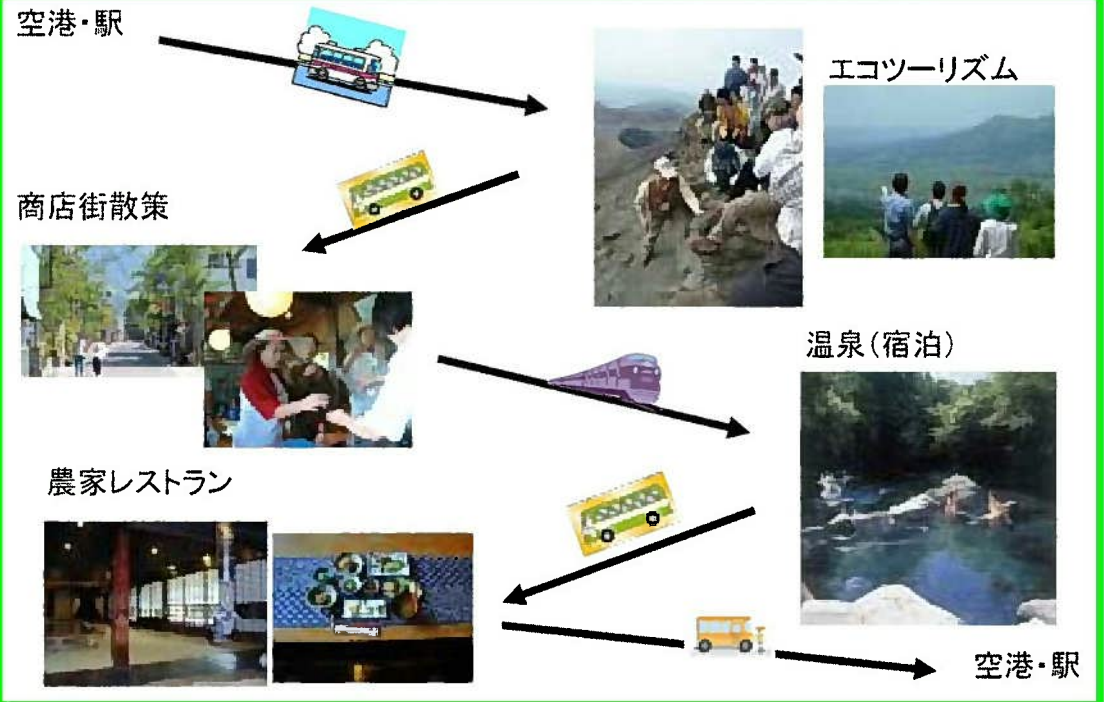 空港・駅
エコツーリズム
商店街散策
温泉(宿泊)
農家レストラン
空港・駅